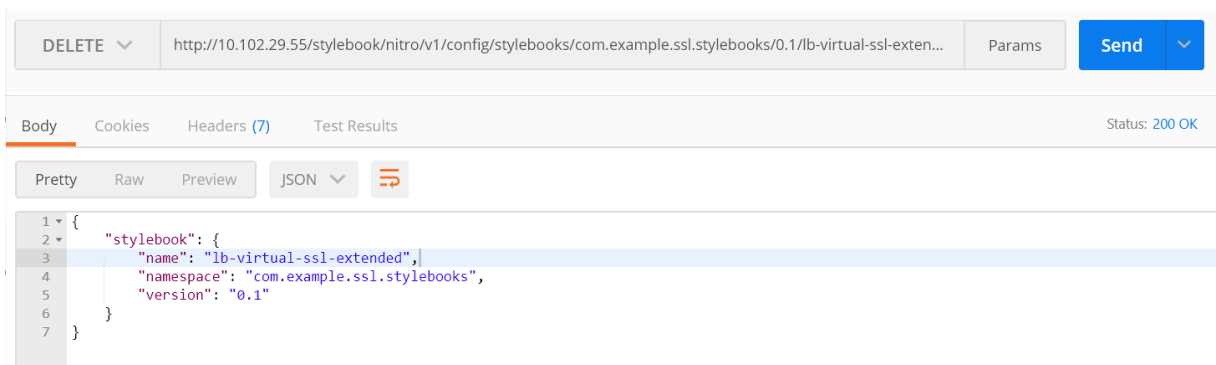 DELETE http://10.102.29.55/stylebook/nitro/v1/config/stylebooks/com.example.ssl.stylebooks/0.1/lb-virtual-ssl-exten... Params Send
Body Cookies Headers (7) Test Results Status: 200 OK
Pretty Raw Preview JSON
1 {
2 "stylebook": {
3 "name": "lb-virtual-ssl-extended",
4 "namespace": "com.example.ssl.stylebooks",
5 "version": "0.1"
6 }
7 }